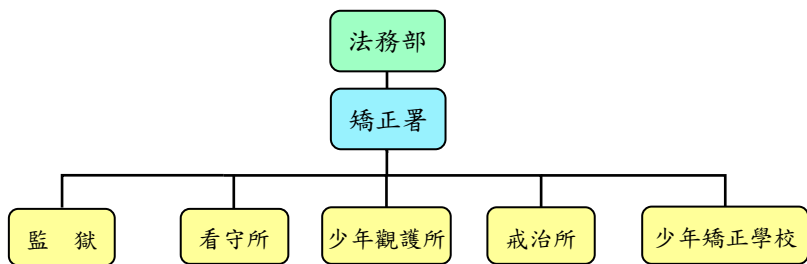 法務部
矯正署
監　獄
看守所
少年觀護所
戒治所
少年矯正學校